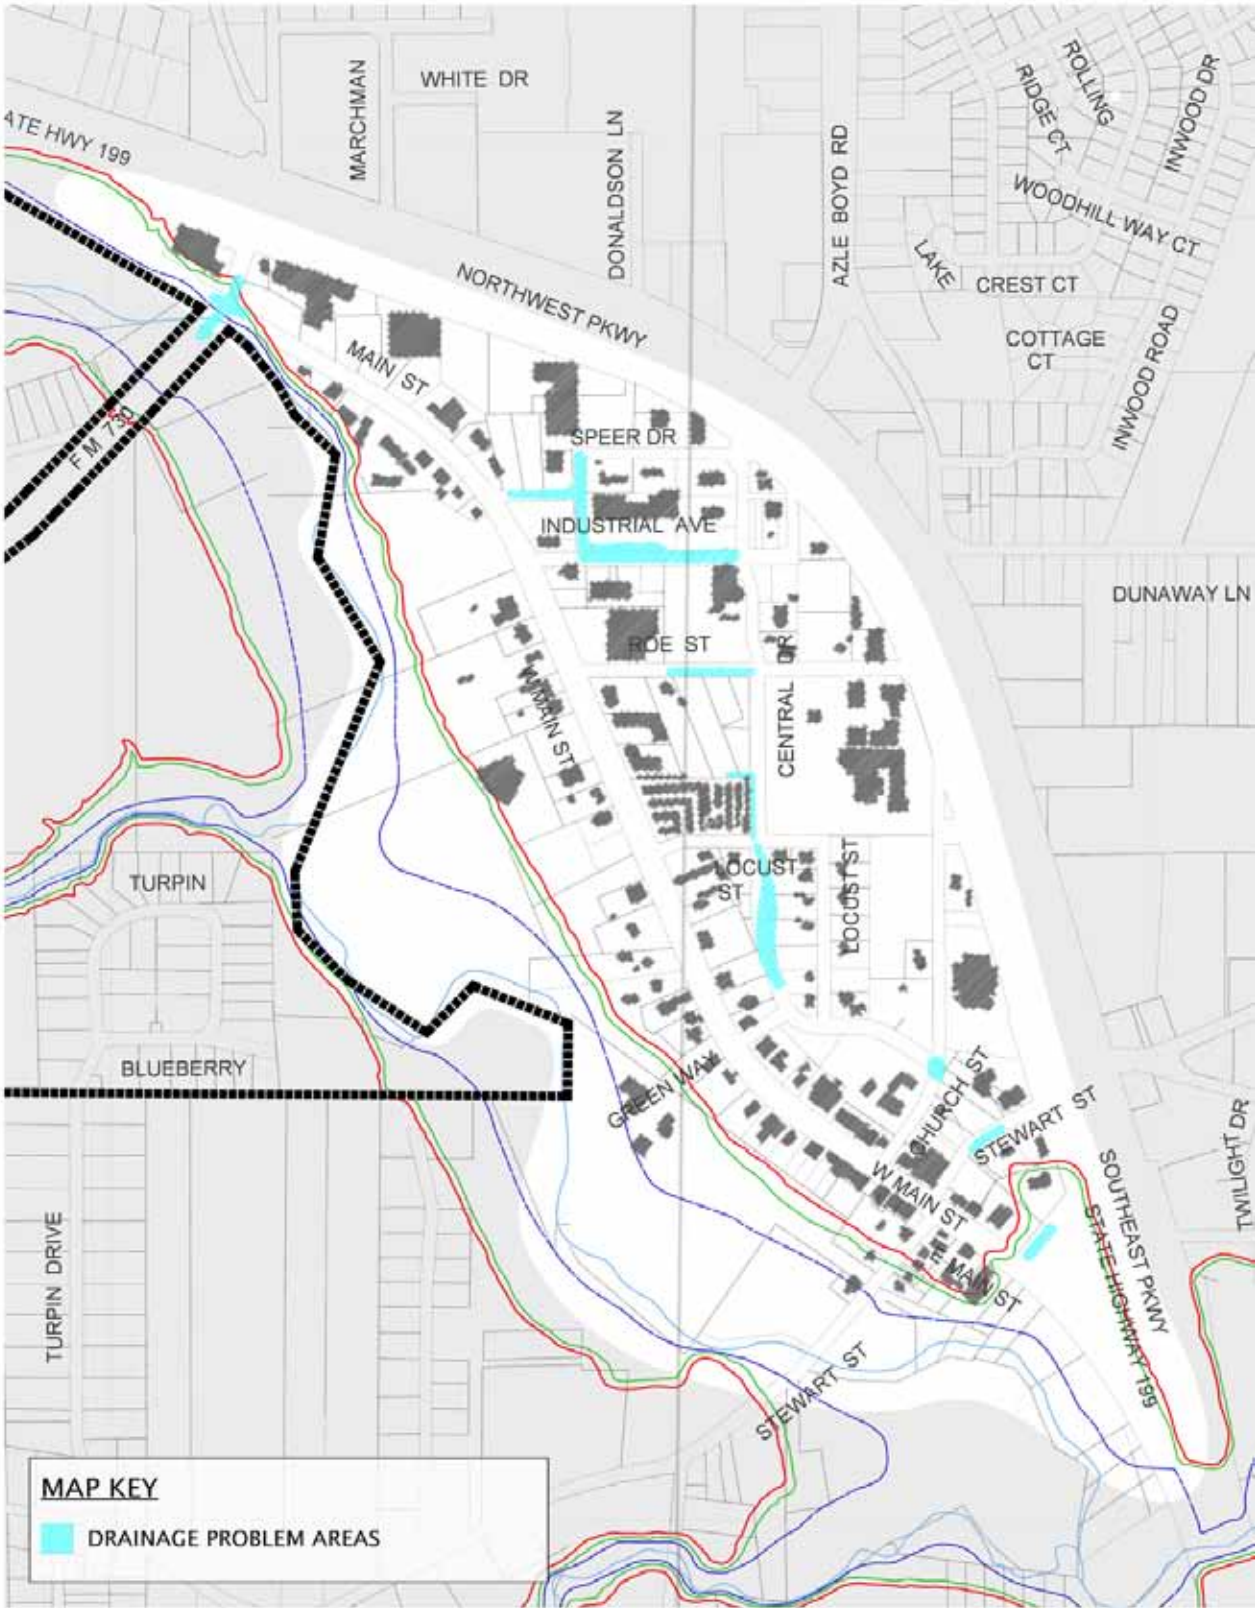 WHITE DR
MARCHMAN
DONALDSON LN
AZLE BOYD RD
ROLLING
RIDGE CT
INWOOD DR
ATE HWY 199
WOODHILL WAY CT
LAKE
CREST CT
NORTHWEST PKWY
COTTAGE
CT
INWOOD ROAD
MAIN ST
F M 730
SPEER DR
INDUSTRIAL AVE
DUNAWAY LN
ROE ST
W MAIN ST
CENTRAL DR
TURPIN
LOCUST
ST
LOCUST ST
BLUEBERRY
GREEN WAY
CHURCH ST
STEWART ST
TWILIGHT DR
W MAIN ST
SOUTHEAST PKWY
STATE HIGHWAY 199
TURPIN DRIVE
E MAIN ST
STEWART ST
MAP KEY
DRAINAGE PROBLEM AREAS